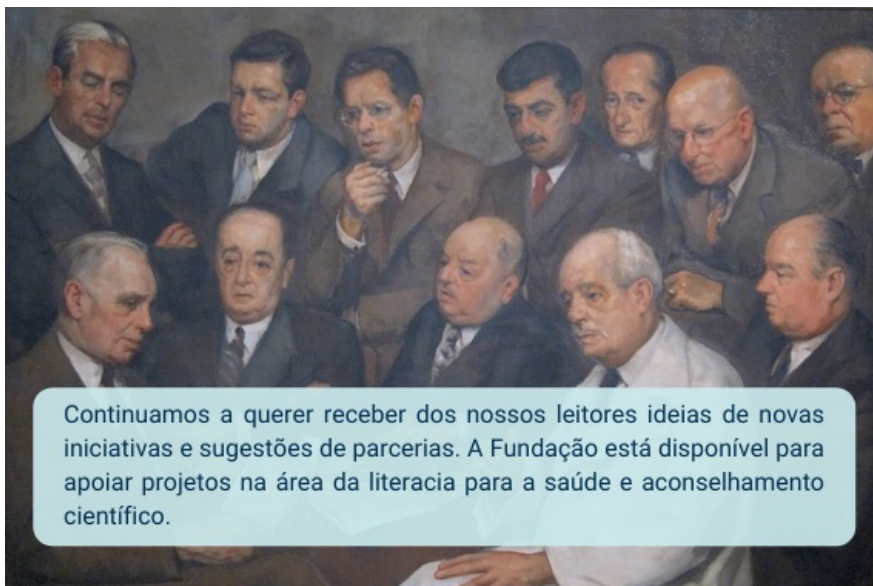 Continuamos a querer receber dos nossos leitores ideias de novas
iniciativas e sugestões de parcerias. A Fundação está disponível para
apoiar projetos na área da literacia para a saúde e aconselhamento
científico.